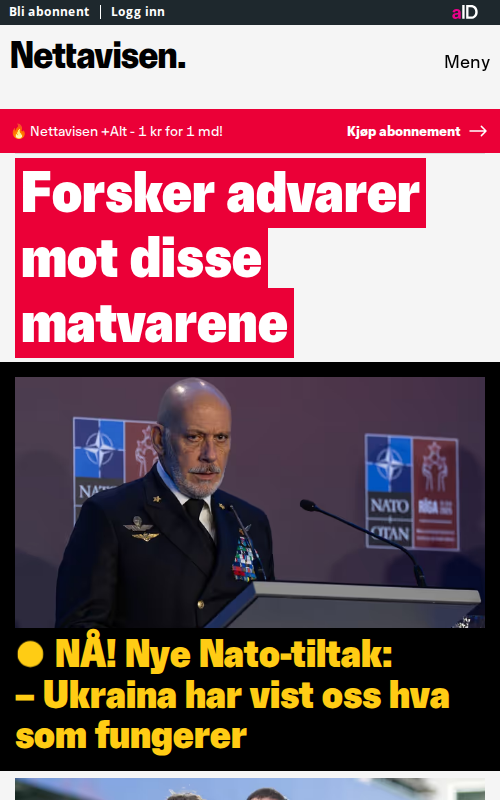 Bli abonnent
Logg inn
aID
Nettavisen.
Meny
🔥 Nettavisen +Alt - 1 kr for 1 md!
Kjøp abonnement →
Forsker advarer
mot disse
matvarene
NATO
OTAN
RĪGA
NATO
● NÅ! Nye Nato-tiltak:
– Ukraina har vist oss hva
som fungerer